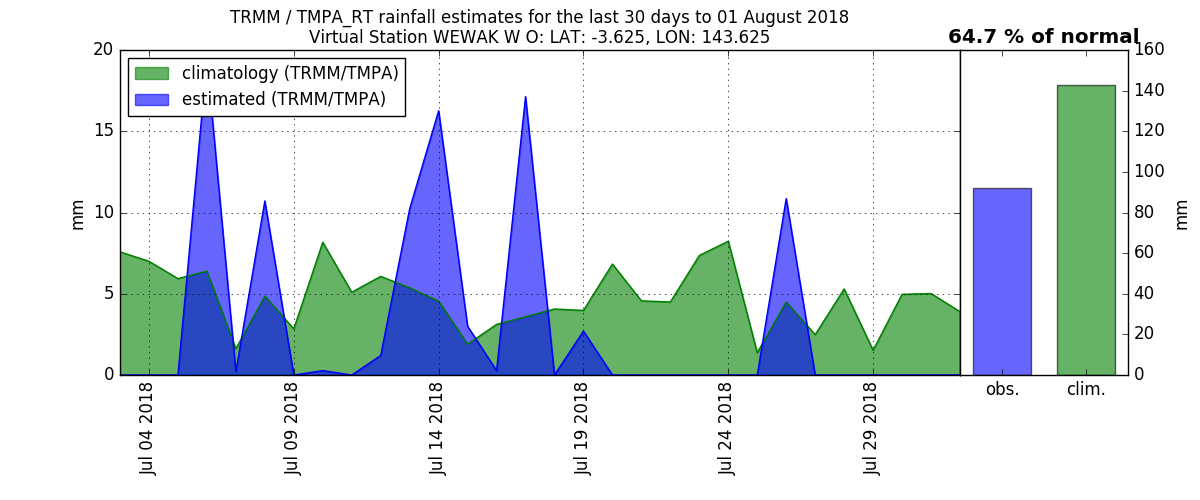 TRMM / TMPA_RT rainfall estimates for the last 30 days to 01 August 2018
Virtual Station WEWAK W O: LAT: -3.625, LON: 143.625
64.7 % of normal
climatology (TRMM/TMPA)
estimated (TRMM/TMPA)
20
15
10
5
0
mm
Jul 04 2018
Jul 09 2018
Jul 14 2018
Jul 19 2018
Jul 24 2018
Jul 29 2018
160
140
120
100
80
60
40
20
0
mm
obs.
clim.